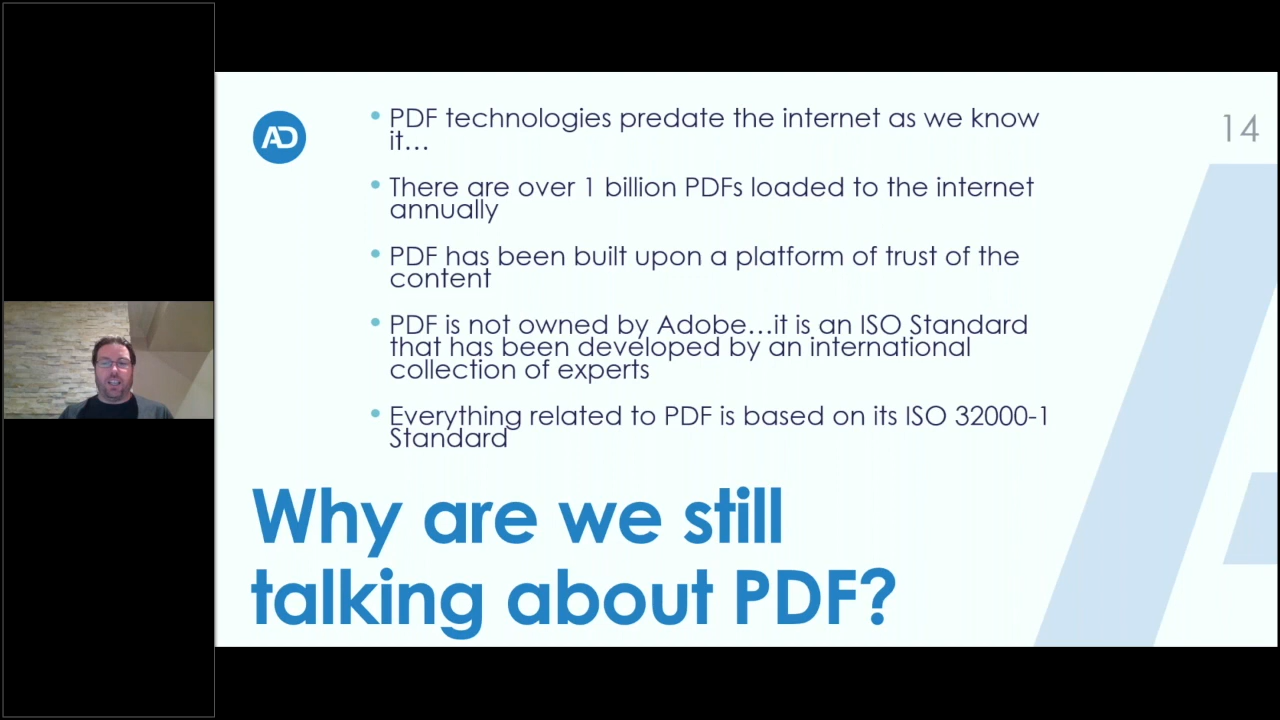 AD
PDF technologies predate the internet as we know
it...
14
There are over 1 billion PDFs loaded to the internet
annually
PDF has been built upon a platform of trust of the
content
PDF is not owned by Adobe...it is an ISO Standard
that has been developed by an international
collection of experts
Everything related to PDF is based on its ISO 32000-1
Standard
Why are we still
talking about PDF?